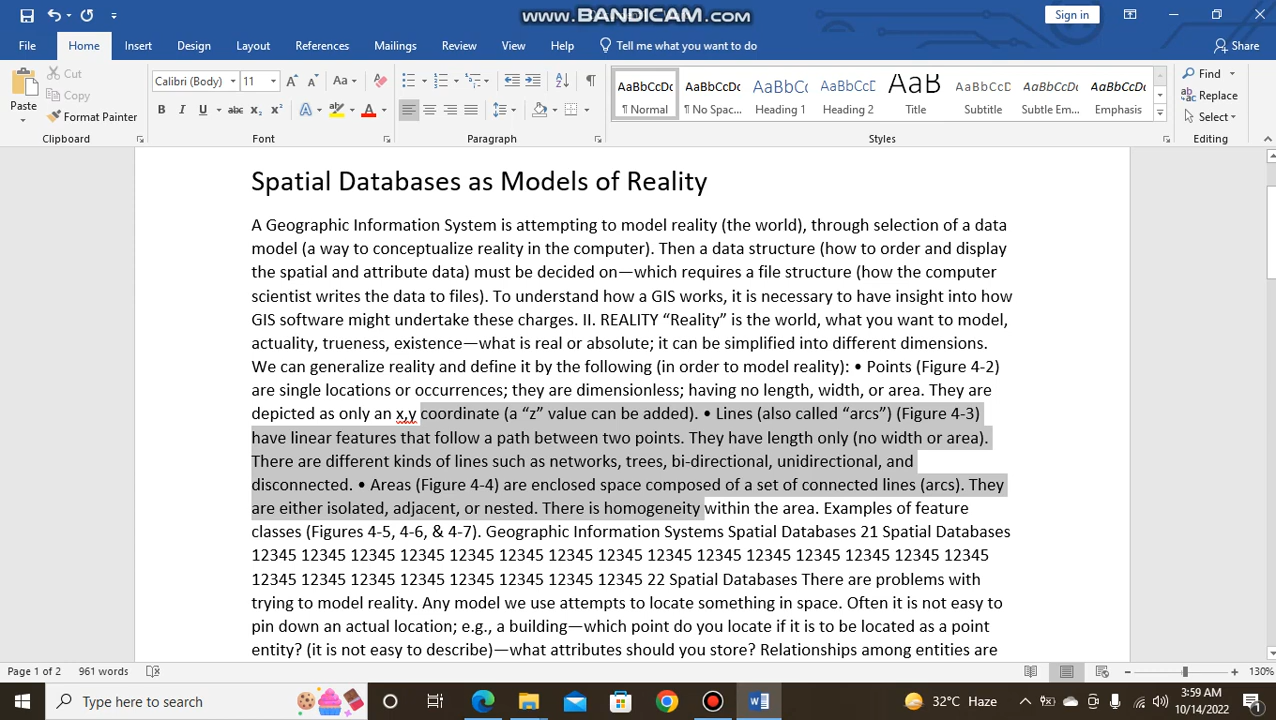 www.BANDICAM.com
Sign in
File
Home
Insert
Design
Layout
References
Mailings
Review
View
Help
Tell me what you want to do
Share
Paste
Cut
Copy
Format Painter
Clipboard
Calibri (Body)
11
Aa
B I U abc x₂ x²
Font
Paragraph
AaBbCcDc
¶ Normal
AaBbCcDc
¶ No Spac...
AaBbCc
Heading 1
AaBbCcC
Heading 2
AaB
Title
AaBbCcD
Subtitle
AaBbCcDc
Subtle Em...
AaBbCcDc
Emphasis
Styles
Find
Replace
Select
Editing
Spatial Databases as Models of Reality
A Geographic Information System is attempting to model reality (the world), through selection of a data
model (a way to conceptualize reality in the computer). Then a data structure (how to order and display
the spatial and attribute data) must be decided on—which requires a file structure (how the computer
scientist writes the data to files). To understand how a GIS works, it is necessary to have insight into how
GIS software might undertake these charges. II. REALITY “Reality” is the world, what you want to model,
actuality, trueness, existence—what is real or absolute; it can be simplified into different dimensions.
We can generalize reality and define it by the following (in order to model reality): • Points (Figure 4-2)
are single locations or occurrences; they are dimensionless; having no length, width, or area. They are
depicted as only an x,y coordinate (a “z” value can be added). • Lines (also called “arcs”) (Figure 4-3)
have linear features that follow a path between two points. They have length only (no width or area).
There are different kinds of lines such as networks, trees, bi-directional, unidirectional, and
disconnected. • Areas (Figure 4-4) are enclosed space composed of a set of connected lines (arcs). They
are either isolated, adjacent, or nested. There is homogeneity within the area. Examples of feature
classes (Figures 4-5, 4-6, & 4-7). Geographic Information Systems Spatial Databases 21 Spatial Databases
12345 12345 12345 12345 12345 12345 12345 12345 12345 12345 12345 12345 12345 12345 12345
12345 12345 12345 12345 12345 12345 12345 12345 22 Spatial Databases There are problems with
trying to model reality. Any model we use attempts to locate something in space. Often it is not easy to
pin down an actual location; e.g., a building—which point do you locate if it is to be located as a point
entity? (it is not easy to describe)—what attributes should you store? Relationships among entities are
Page 1 of 2
961 words
130%
Type here to search
32°C Haze
3:59 AM
10/14/2022